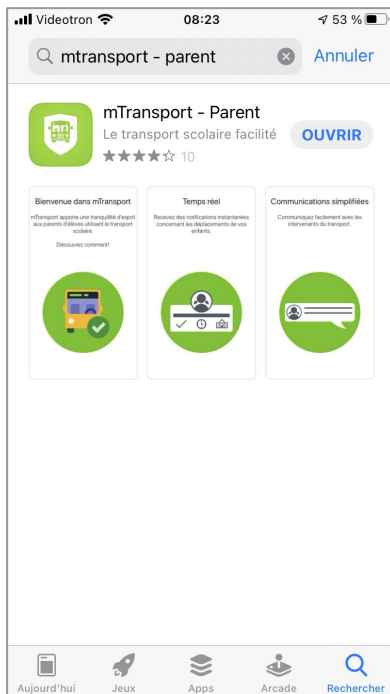 Videotron
08:23
53 %
mtransport - parent
Annuler
mTransport - Parent
Le transport scolaire facilité
OUVRIR
10
Bienvenue dans mTransport
mTransport apporte une tranquilité d'esprit
aux parents d'élèves utilisant le transport
scolaire.
Découvrez comment!
Temps réel
Recevez des notifications instantanées
concernant les déplacements de vos
enfants.
Communications simplifiées
Communiquez facilement avec les
intervenants du transport.
Aujourd'hui
Jeux
Apps
Arcade
Rechercher